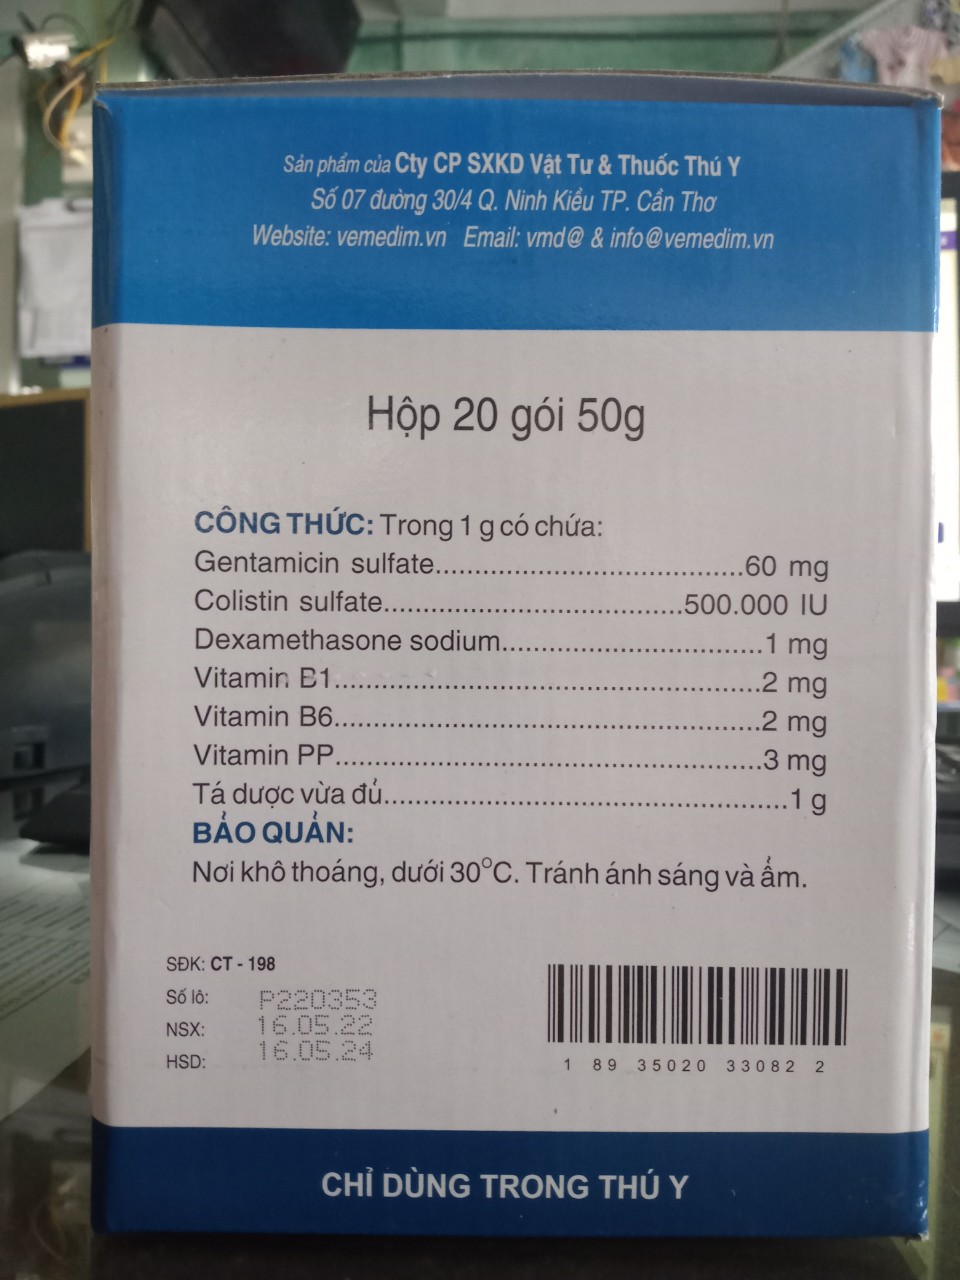 Sản phẩm của Cty CP SXKD Vật Tư & Thuốc Thú Y
Số 07 đường 30/4 Q. Ninh Kiều TP. Cần Thơ
Website: vemedim.vn Email: vmd@ & info@vemedim.vn
Hộp 20 gói 50g
CÔNG THỨC: Trong 1 g có chứa:
Gentamicin sulfate.......................................60 mg
Colistin sulfate......................................500.000 IU
Dexamethasone sodium.................................1 mg
Vitamin B1......................................................2 mg
Vitamin B6......................................................2 mg
Vitamin PP......................................................3 mg
Tá dược vừa đủ...................................................1 g
BẢO QUẢN:
Nơi khô thoáng, dưới 30°C. Tránh ánh sáng và ẩm.
SĐK: CT - 198
Số lô: P220353
NSX: 16.05.22
HSD: 16.05.24
1 89 35020 33082 2
CHỈ DÙNG TRONG THÚ Y